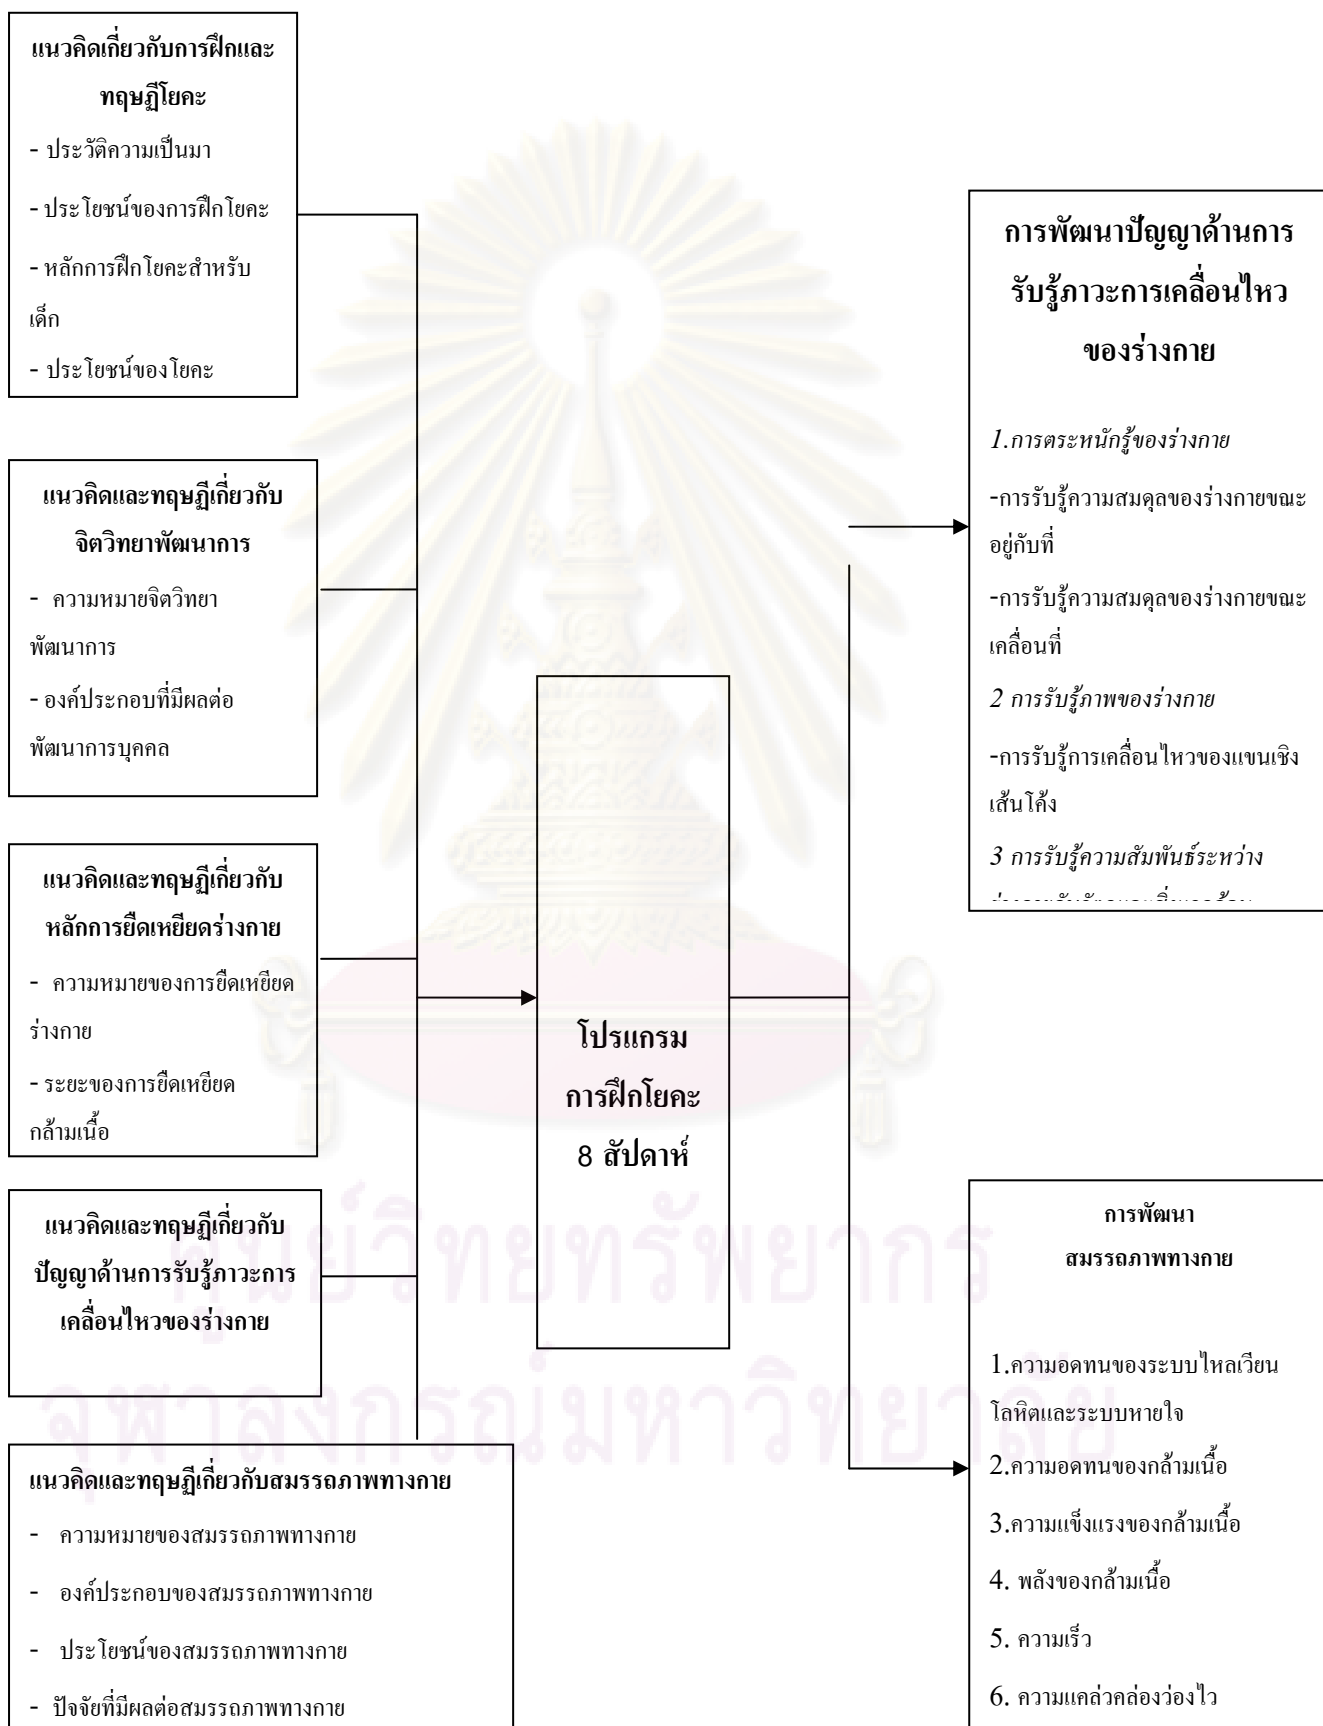 แนวคิดเกี่ยวกับการฝึกและ
ทฤษฏีโยคะ
- ประวัติความเป็นมา
- ประโยชน์ของการฝึกโยคะ
- หลักการฝึกโยคะสำหรับ
เด็ก
- ประโยชน์ของโยคะ
แนวคิดและทฤษฏีเกี่ยวกับ
จิตวิทยาพัฒนาการ
- ความหมายจิตวิทยา
พัฒนาการ
- องค์ประกอบที่มีผลต่อ
พัฒนาการบุคคล
แนวคิดและทฤษฏีเกี่ยวกับ
หลักการยืดเหยียดร่างกาย
- ความหมายของการยืดเหยียด
ร่างกาย
- ระยะของการยืดเหยียด
กล้ามเนื้อ
แนวคิดและทฤษฏีเกี่ยวกับ
ปัญญาด้านการรับรู้ภาวะการ
เคลื่อนไหวของร่างกาย
แนวคิดและทฤษฏีเกี่ยวกับสมรรถภาพทางกาย
- ความหมายของสมรรถภาพทางกาย
- องค์ประกอบของสมรรถภาพทางกาย
- ประโยชน์ของสมรรถภาพทางกาย
- ปัจจัยที่มีผลต่อสมรรถภาพทางกาย
โปรแกรม
การฝึกโยคะ
8 สัปดาห์
การพัฒนาปัญญาด้านการ
รับรู้ภาวะการเคลื่อนไหว
ของร่างกาย
1.การตระหนักรู้ของร่างกาย
-การรับรู้ความสมดุลของร่างกายขณะ
อยู่กับที่
-การรับรู้ความสมดุลของร่างกายขณะ
เคลื่อนที่
2 การรับรู้ภาพของร่างกาย
-การรับรู้การเคลื่อนไหวของแขนเชิง
เส้นโค้ง
3 การรับรู้ความสัมพันธ์ระหว่าง
การพัฒนา
สมรรถภาพทางกาย
1.ความอดทนของระบบไหลเวียน
โลหิตและระบบหายใจ
2.ความอดทนของกล้ามเนื้อ
3.ความแข็งแรงของกล้ามเนื้อ
4. พลังของกล้ามเนื้อ
5. ความเร็ว
6. ความแคล่วคล่องว่องไว
ศูนย์วิทยทรัพยากร
จุฬาลงกรณ์มหาวิทยาลัย